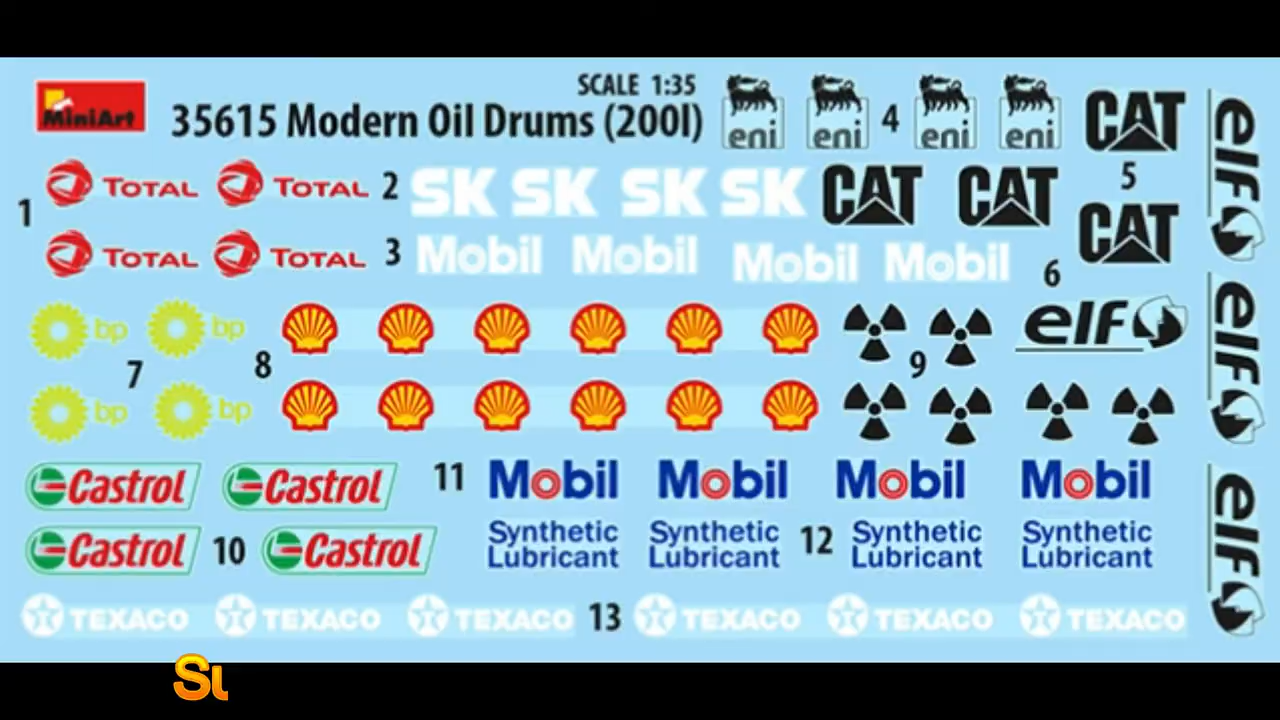 MiniArt
SCALE 1:35
35615 Modern Oil Drums (200l)
eni eni 4 eni eni
CAT
elf
1
TOTAL TOTAL 2 SK SK SK SK CAT CAT 5
CAT
TOTAL TOTAL 3 Mobil Mobil Mobil Mobil 6
bp bp
elf
elf
7 8 9
bp bp
Castrol Castrol 11 Mobil Mobil Mobil Mobil
elf
Castrol 10 Castrol
Synthetic Synthetic 12 Synthetic Synthetic
Lubricant Lubricant Lubricant Lubricant
TEXACO TEXACO TEXACO 13 TEXACO TEXACO TEXACO